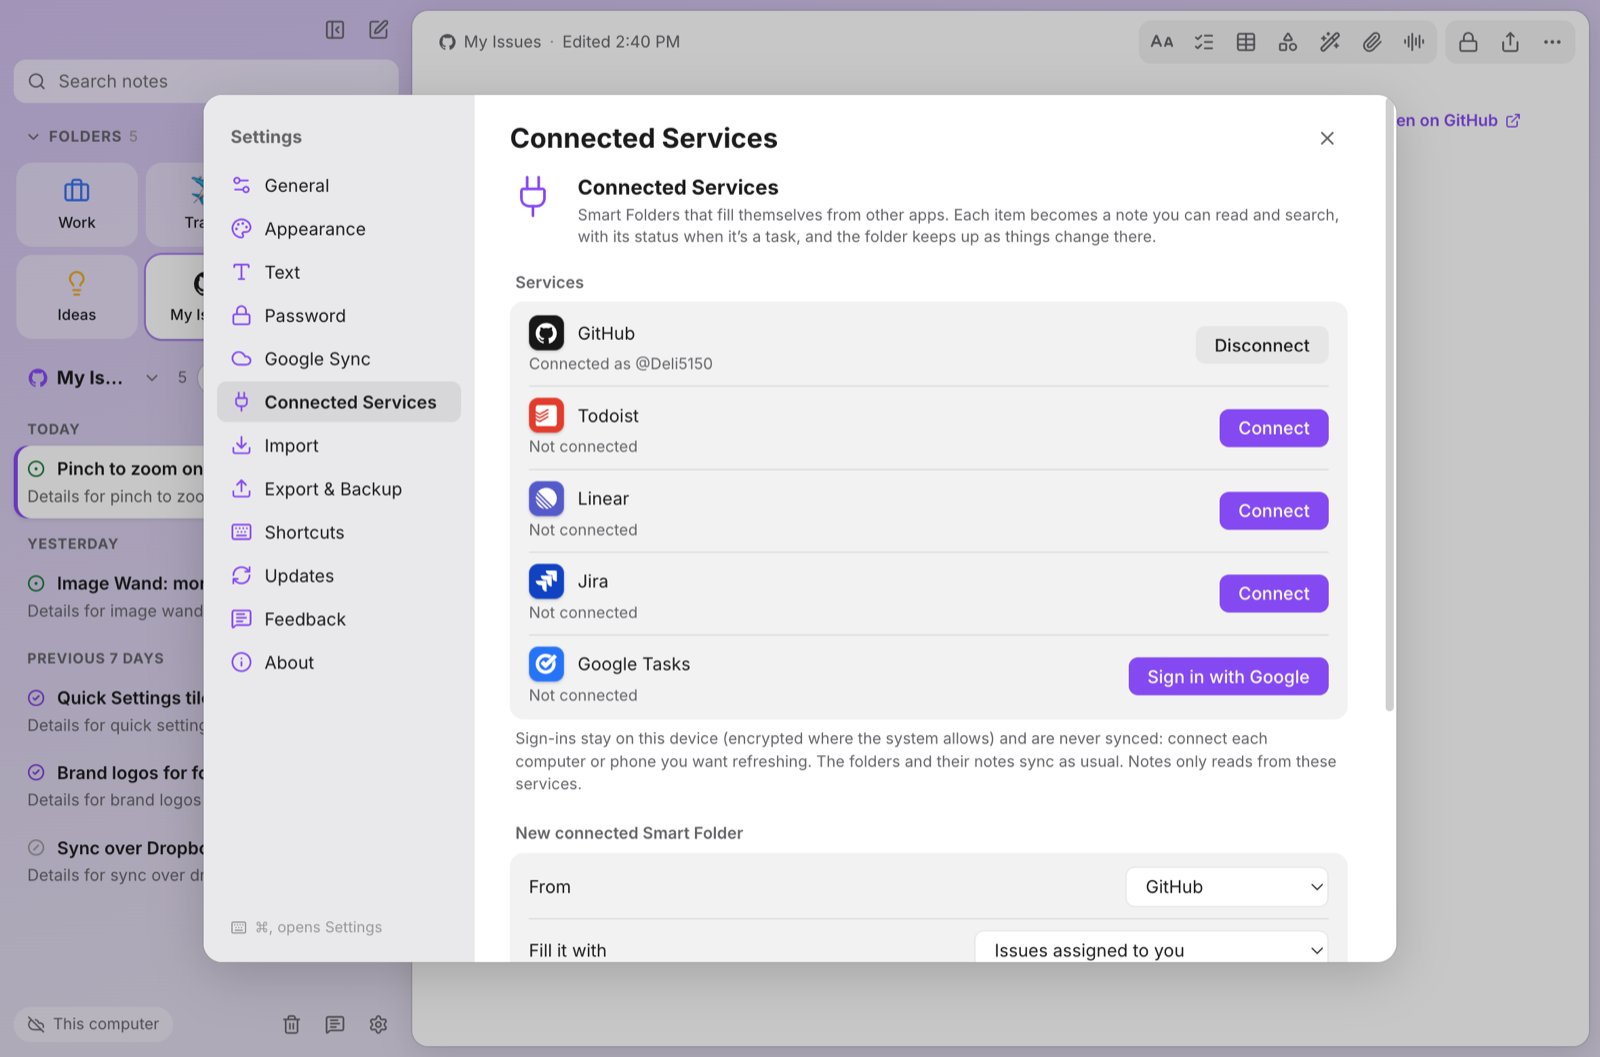 My Issues · Edited 2:40 PM
Search notes
FOLDERS 5
Work
Ideas
My Is...
5
TODAY
Pinch to zoom on
Details for pinch to zoo
YESTERDAY
Image Wand: mor
Details for image wand
PREVIOUS 7 DAYS
Quick Settings tile
Details for quick setting
Brand logos for fo
Details for brand logos
Sync over Dropbo
Details for sync over dr
This computer
en on GitHub
Settings
General
Appearance
Text
Password
Google Sync
Connected Services
Import
Export & Backup
Shortcuts
Updates
Feedback
About
⌘, opens Settings
Connected Services
Connected Services
Smart Folders that fill themselves from other apps. Each item becomes a note you can read and search,
with its status when it’s a task, and the folder keeps up as things change there.
Services
GitHub
Connected as @Deli5150
Disconnect
Todoist
Not connected
Connect
Linear
Not connected
Connect
Jira
Not connected
Connect
Google Tasks
Not connected
Sign in with Google
Sign-ins stay on this device (encrypted where the system allows) and are never synced: connect each
computer or phone you want refreshing. The folders and their notes sync as usual. Notes only reads from these
services.
New connected Smart Folder
From
GitHub
Fill it with
Issues assigned to you